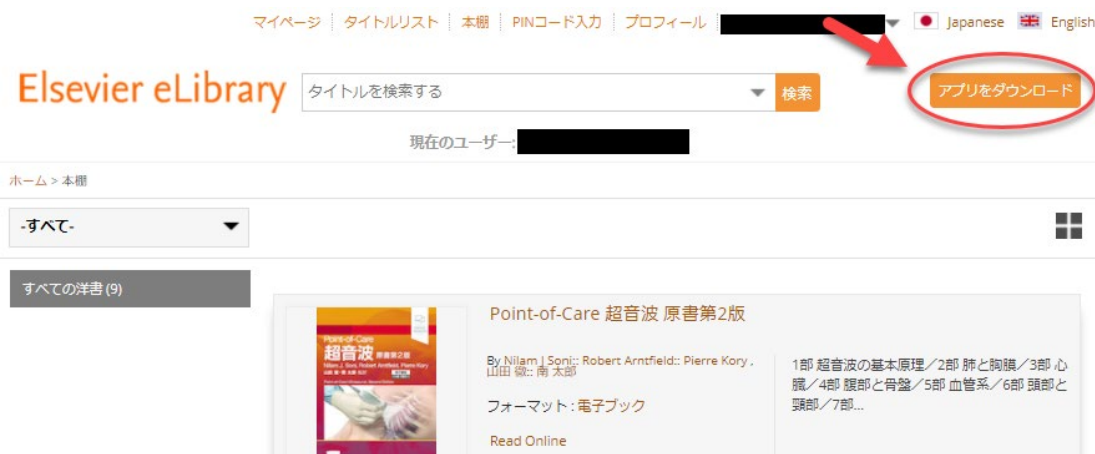 マイページ タイトルリスト 本棚 PINコード入力 プロフィール Japanese English
Elsevier eLibrary タイトルを検索する 検索 アプリをダウンロード
現在のユーザー:
ホーム > 本棚
-すべて-
すべての洋書 (9)
Point-of-Care 超音波 原書第2版
By Nilam J Soni:: Robert Arntfield:: Pierre Kory ,
山田 徹:: 南 太郎
フォーマット : 電子ブック
Read Online
1部 超音波の基本原理／2部 肺と胸膜／3部 心
臓／4部 腹部と骨盤／5部 血管系／6部 頭部と
頸部／7部...
Point-of-Care
超音波 原書第2版